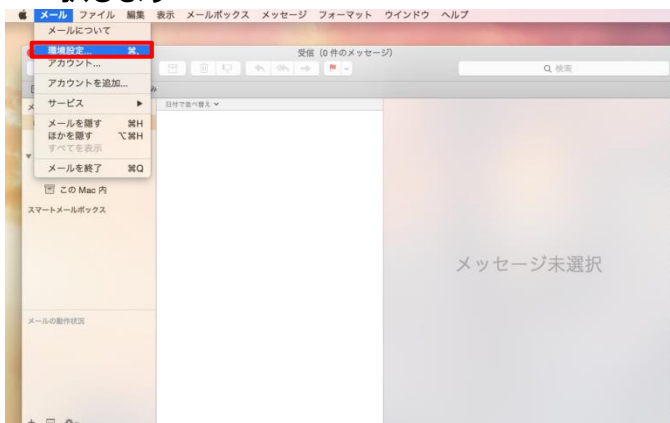 メール ファイル 編集 表示 メールボックス メッセージ フォーマット ウインドウ ヘルプ
メールについて
環境設定... ⌘,
アカウント...
アカウントを追加...
サービス ▶
メールを隠す ⌘H
ほかを隠す ⌥⌘H
すべてを表示
メールを終了 ⌘Q
受信 (0 件のメッセージ)
検索
日付で並べ替え
この Mac 内
スマートメールボックス
メッセージ未選択
メールの動作状況